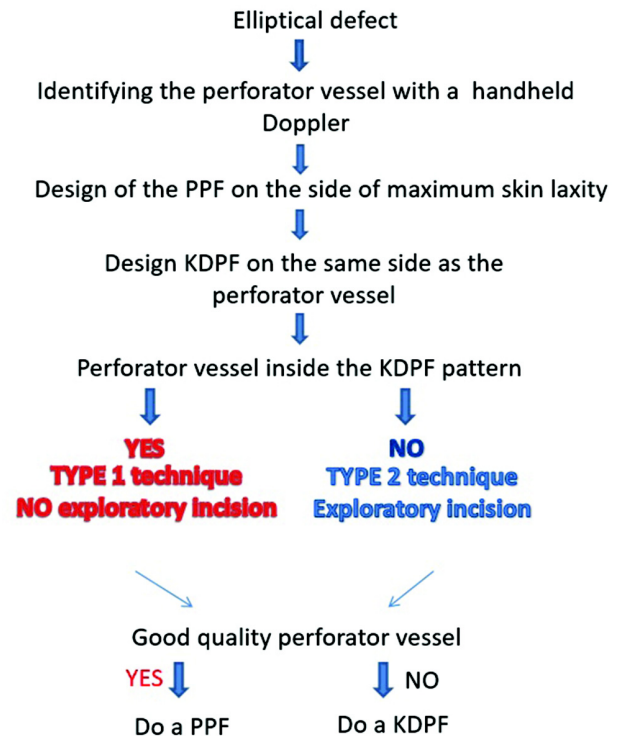 Elliptical defect
Identifying the perforator vessel with a handheld
Doppler
Design of the PPF on the side of maximum skin laxity
Design KDPF on the same side as the
perforator vessel
Perforator vessel inside the KDPF pattern
YES
TYPE 1 technique
NO exploratory incision
NO
TYPE 2 technique
Exploratory incision
Good quality perforator vessel
YES
NO
Do a PPF
Do a KDPF